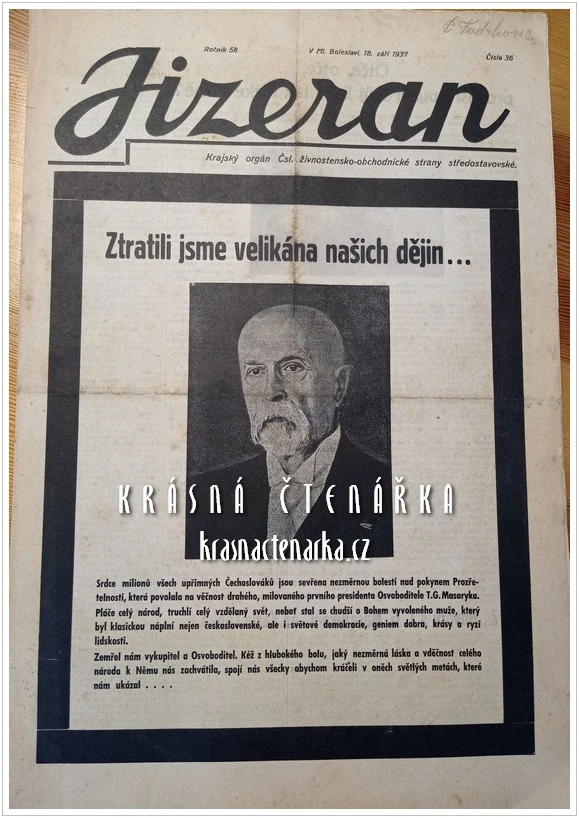 Ročník 58
V Ml. Boleslavi, 18. září 1937
Číslo 36
Jizeran
Krajský orgán Čsl. živnostensko-obchodnické strany středostavovské.
Ztratili jsme velikána našich dějin...
KRÁSNÁ ČTENÁŘKA
krasnactenarka.cz
Srdce milionů všech upřímných Čechoslováků jsou sevřena nezměrnou bolestí nad pokynem Prozře-
telnosti, která povolala na věčnost drahého, milovaného prvního presidenta Osvoboditele T.G. Masaryka.
Pláče celý národ, truchlí celý vzdělaný svět, neboť stal se chudší o Bohem vyvoleného muže, který
byl klasickou náplní nejen československé, ale i světové demokracie, geniem dobra, krásy a ryzí
lidskosti.
Zemřel nám vykupitel a Osvoboditel. Kéž z hlubokého bolu, jaký nezměrná láska a vděčnost celého
národa k Němu nás zachvátila, spojí nás všecky abychom kráčeli v oněch světlých metách, které
nám ukázal . . . .